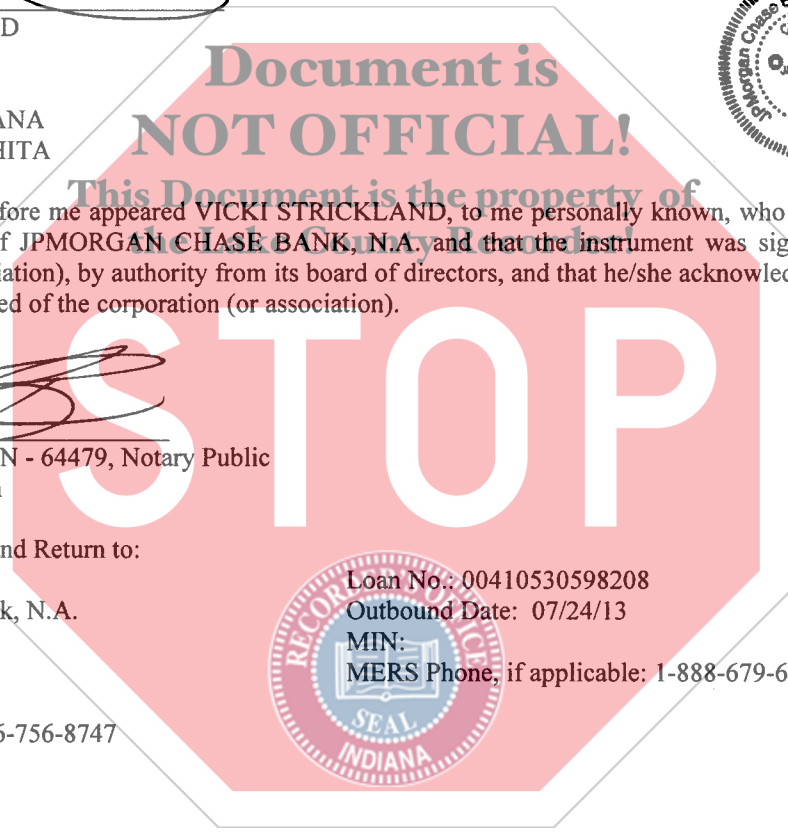 D
Document is
NOT OFFICIAL!
ANA
HITA
This Document is the property of
the Lake County Recorder!
fore me appeared VICKI STRICKLAND, to me personally known, who
f JPMORGAN CHASE BANK, N.A. and that the instrument was sig
iation), by authority from its board of directors, and that he/she acknowled
ed of the corporation (or association).
STOP
N - 64479, Notary Public
nd Return to:
k, N.A.
Loan No.: 00410530598208
Outbound Date: 07/24/13
MIN:
MERS Phone, if applicable: 1-888-679-6
6-756-8747
RECORDER'S OFFICE
SEAL
INDIANA
JPMorgan Chase